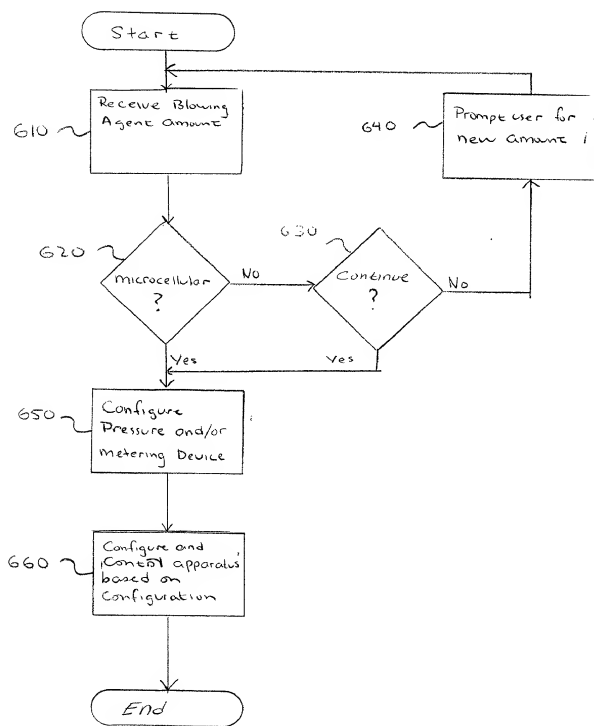 Start
Receive Blowing
Agent amount
610
640
Prompt user for
new amount
620
microcellular
?
No
630
Continue
?
No
Yes
Yes
650
Configure
Pressure and/or
metering Device
660
Configure and
Control apparatus
based on
Configuration
End